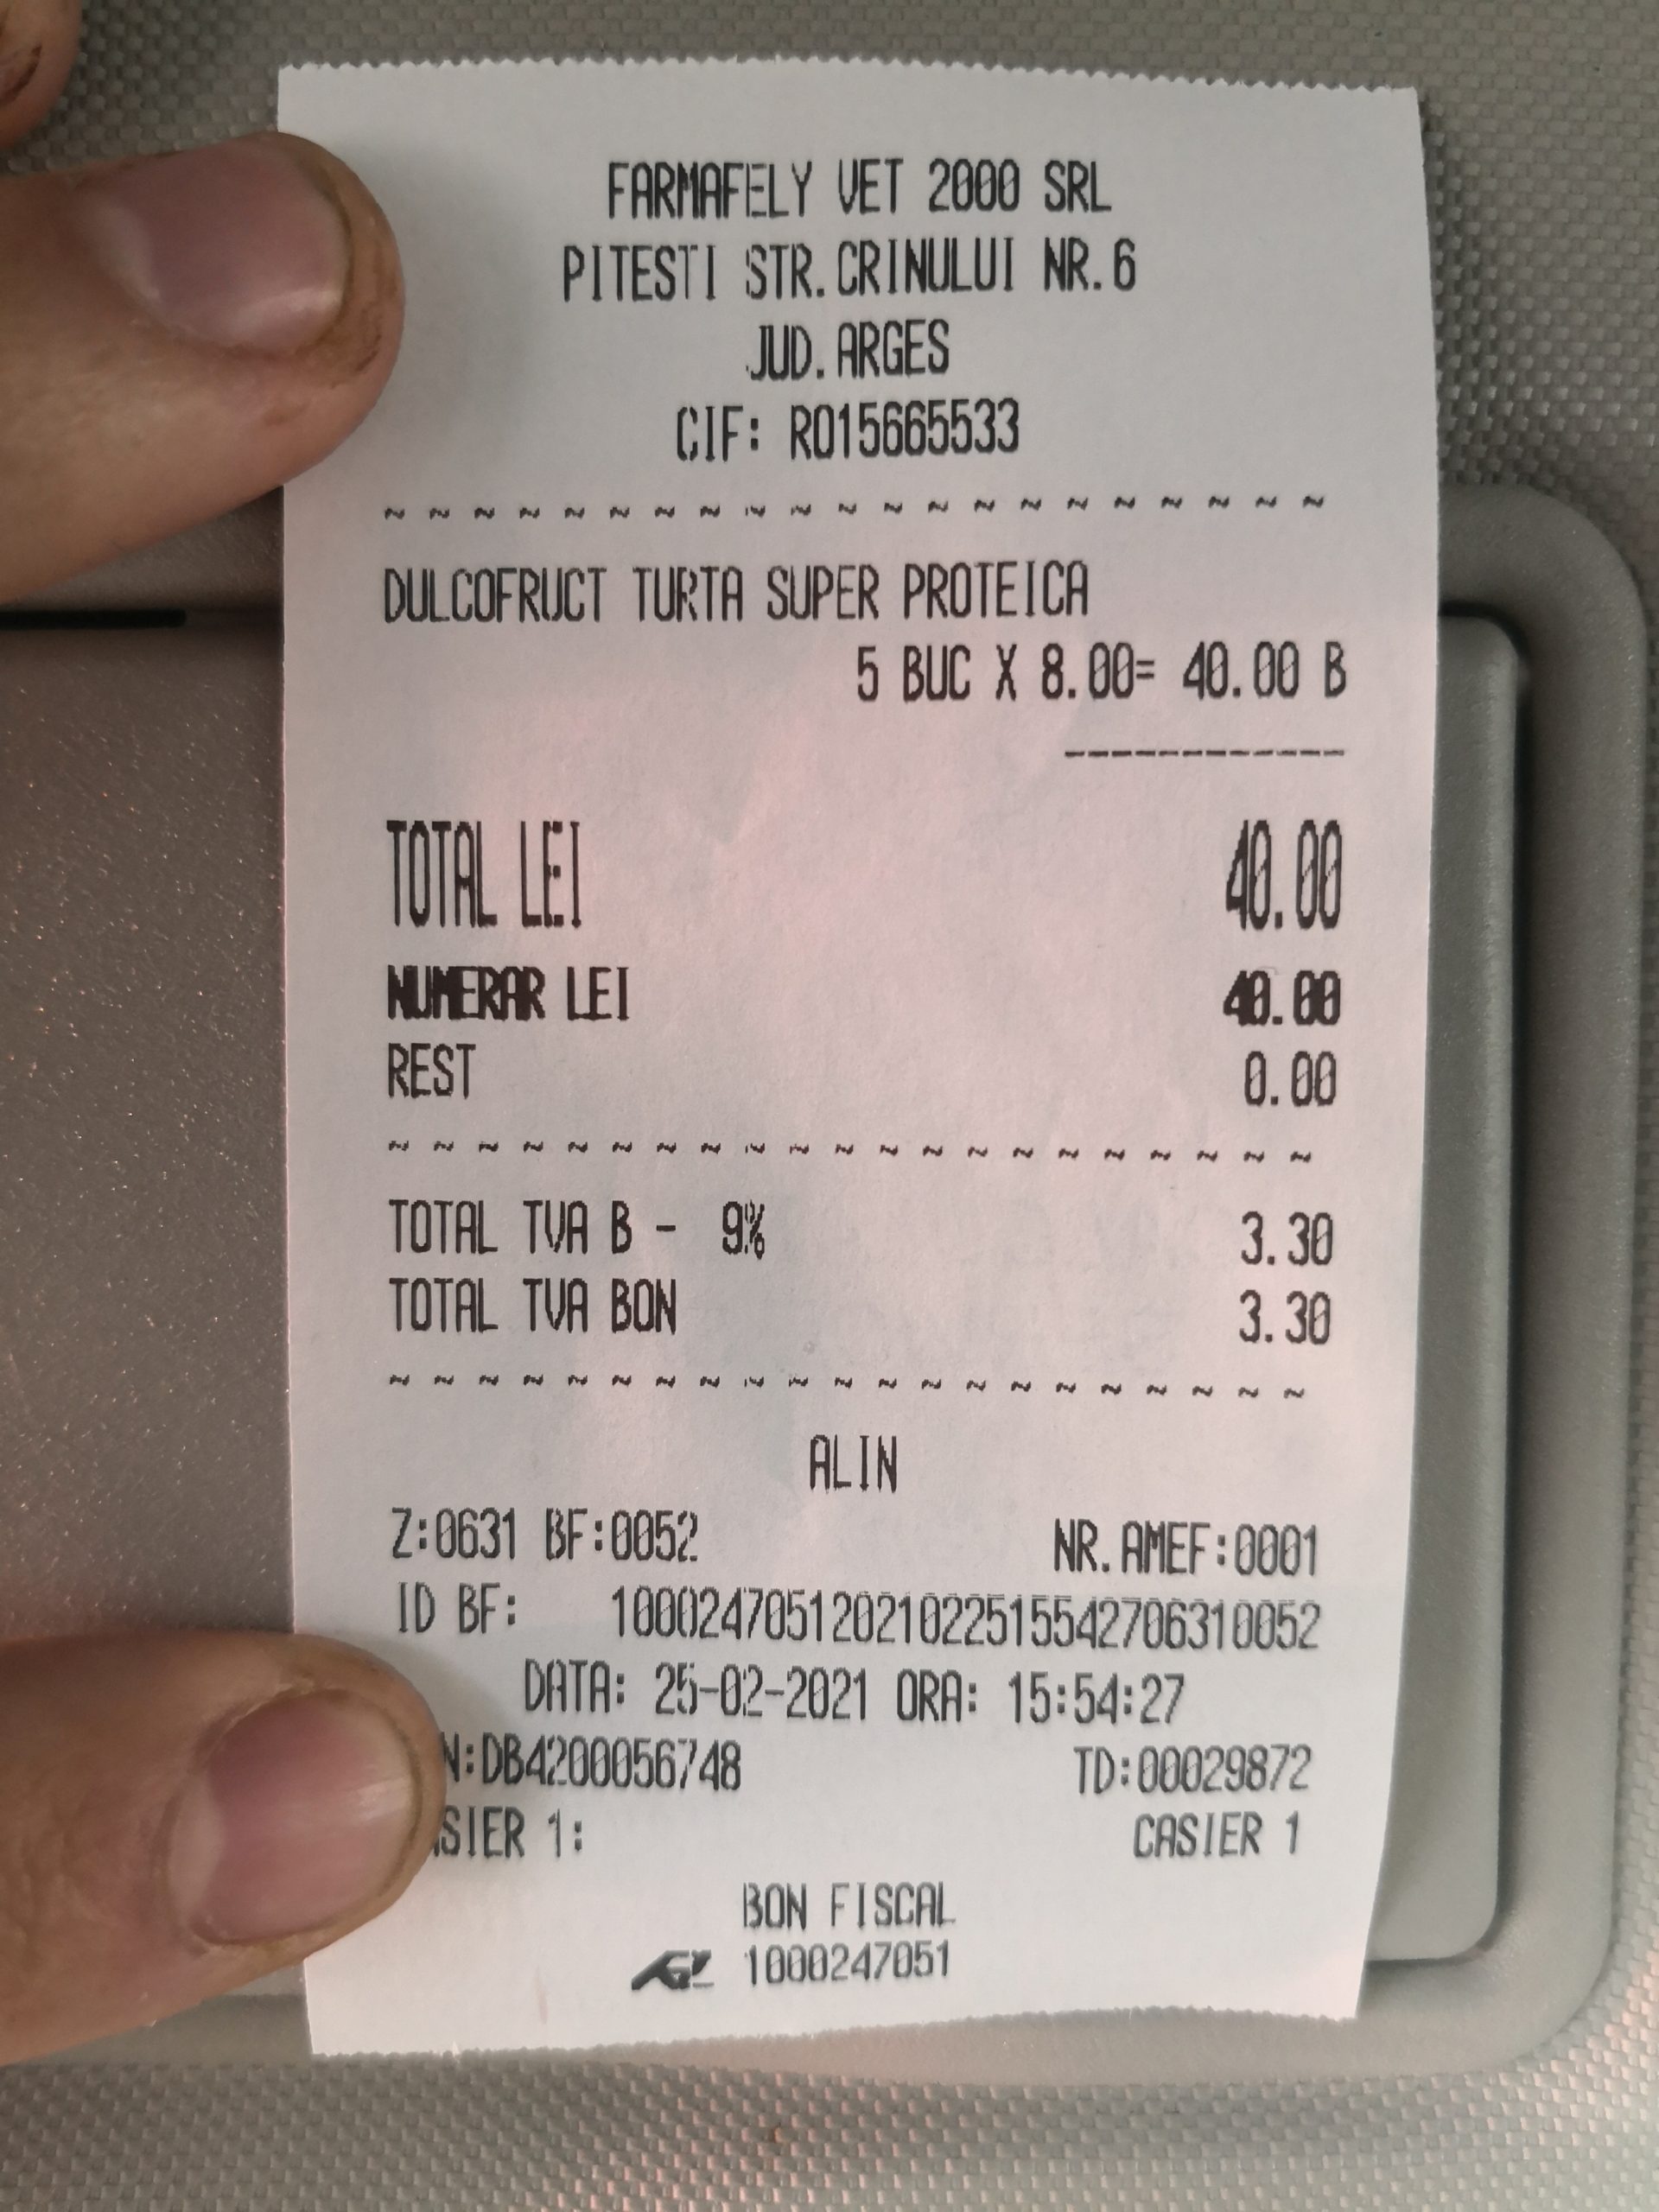 FARMAFELY VET 2000 SRL
PITESTI STR.CRINULUI NR.6
JUD.ARGES
CIF: RO15665533
~ ~ ~ ~ ~ ~ ~ ~ ~ ~ ~ ~ ~ ~ ~ ~ ~ ~ ~ ~ ~
DULCOFRUCT TURTA SUPER PROTEICA
5 BUC X 8.00= 40.00 B
------------
TOTAL LEI 40.00
NUMERAR LEI 40.00
REST 0.00
~ ~ ~ ~ ~ ~ ~ ~ ~ ~ ~ ~ ~ ~ ~ ~ ~ ~ ~ ~ ~
TOTAL TVA B - 9% 3.30
TOTAL TVA BON 3.30
~ ~ ~ ~ ~ ~ ~ ~ ~ ~ ~ ~ ~ ~ ~ ~ ~ ~ ~ ~ ~
ALIN
Z:0631 BF:0052 NR.AMEF:0001
ID BF: 10002470512021022515542706310052
DATA: 25-02-2021 ORA: 15:54:27
N:DB4200056748 TD:00029872
SIER 1: CASIER 1
BON FISCAL
1000247051